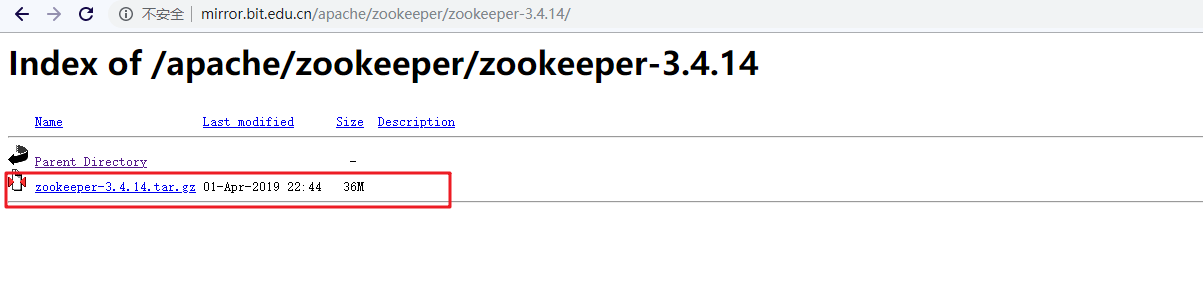 不安全 mirror.bit.edu.cn/apache/zookeeper/zookeeper-3.4.14/
Index of /apache/zookeeper/zookeeper-3.4.14
Name Last modified Size Description
Parent Directory -
zookeeper-3.4.14.tar.gz 01-Apr-2019 22:44 36M